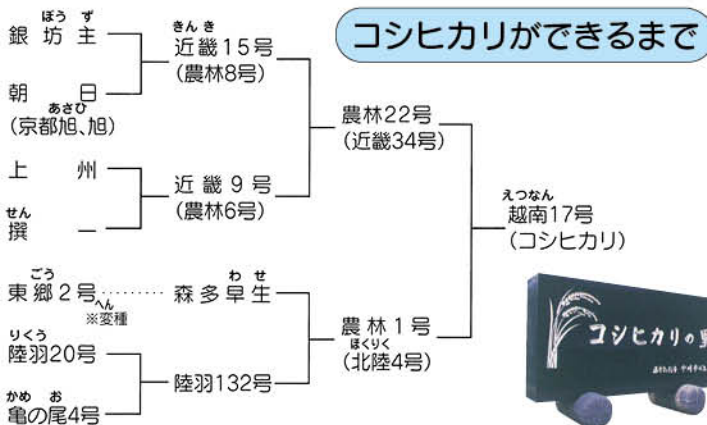 コシヒカリができるまで
銀坊主
ぼうず
朝日
あさひ
(京都旭、旭)
上州
撰一
せん
東郷2号
ごう
※変種
へん
陸羽20号
りくう
亀の尾4号
かめ お
近畿15号
きんき
(農林8号)
近畿9号
(農林6号)
森多早生
わせ
陸羽132号
農林22号
(近畿34号)
農林1号
ほくりく
(北陸4号)
えつなん
越南17号
(コシヒカリ)
コシヒカリの里